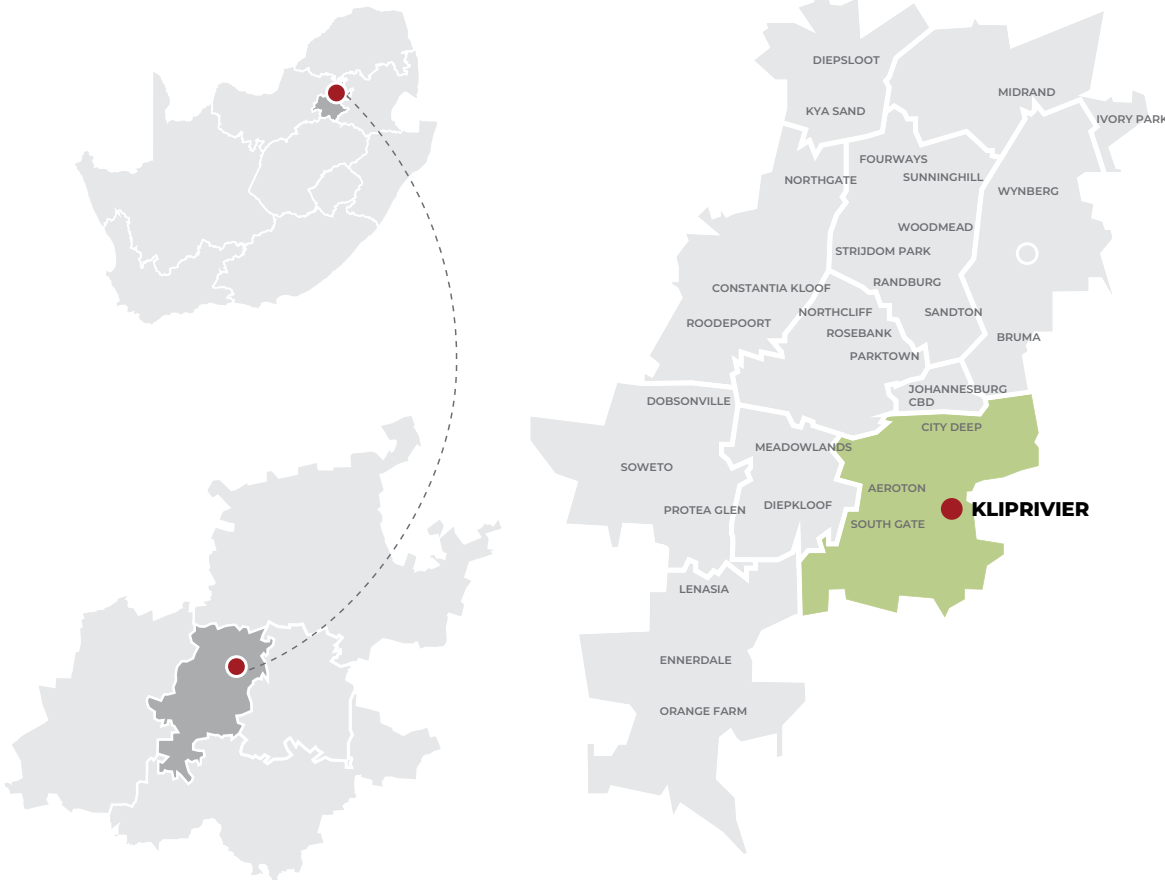 DIEPSLOOT
MIDRAND
KYA SAND
IVORY PARK
FOURWAYS
SUNNINGHILL
NORTHGATE
WYNBERG
WOODMEAD
STRIJDOM PARK
RANDBURG
CONSTANTIA KLOOF
NORTHCLIFF
SANDTON
ROODEPOORT
ROSEBANK
BRUMA
PARKTOWN
JOHANNESBURG
CBD
DOBSONVILLE
CITY DEEP
MEADOWLANDS
SOWETO
AEROTON
DIEPKLOOF
PROTEA GLEN
KLIPRIVIER
SOUTH GATE
LENASIA
ENNERDALE
ORANGE FARM